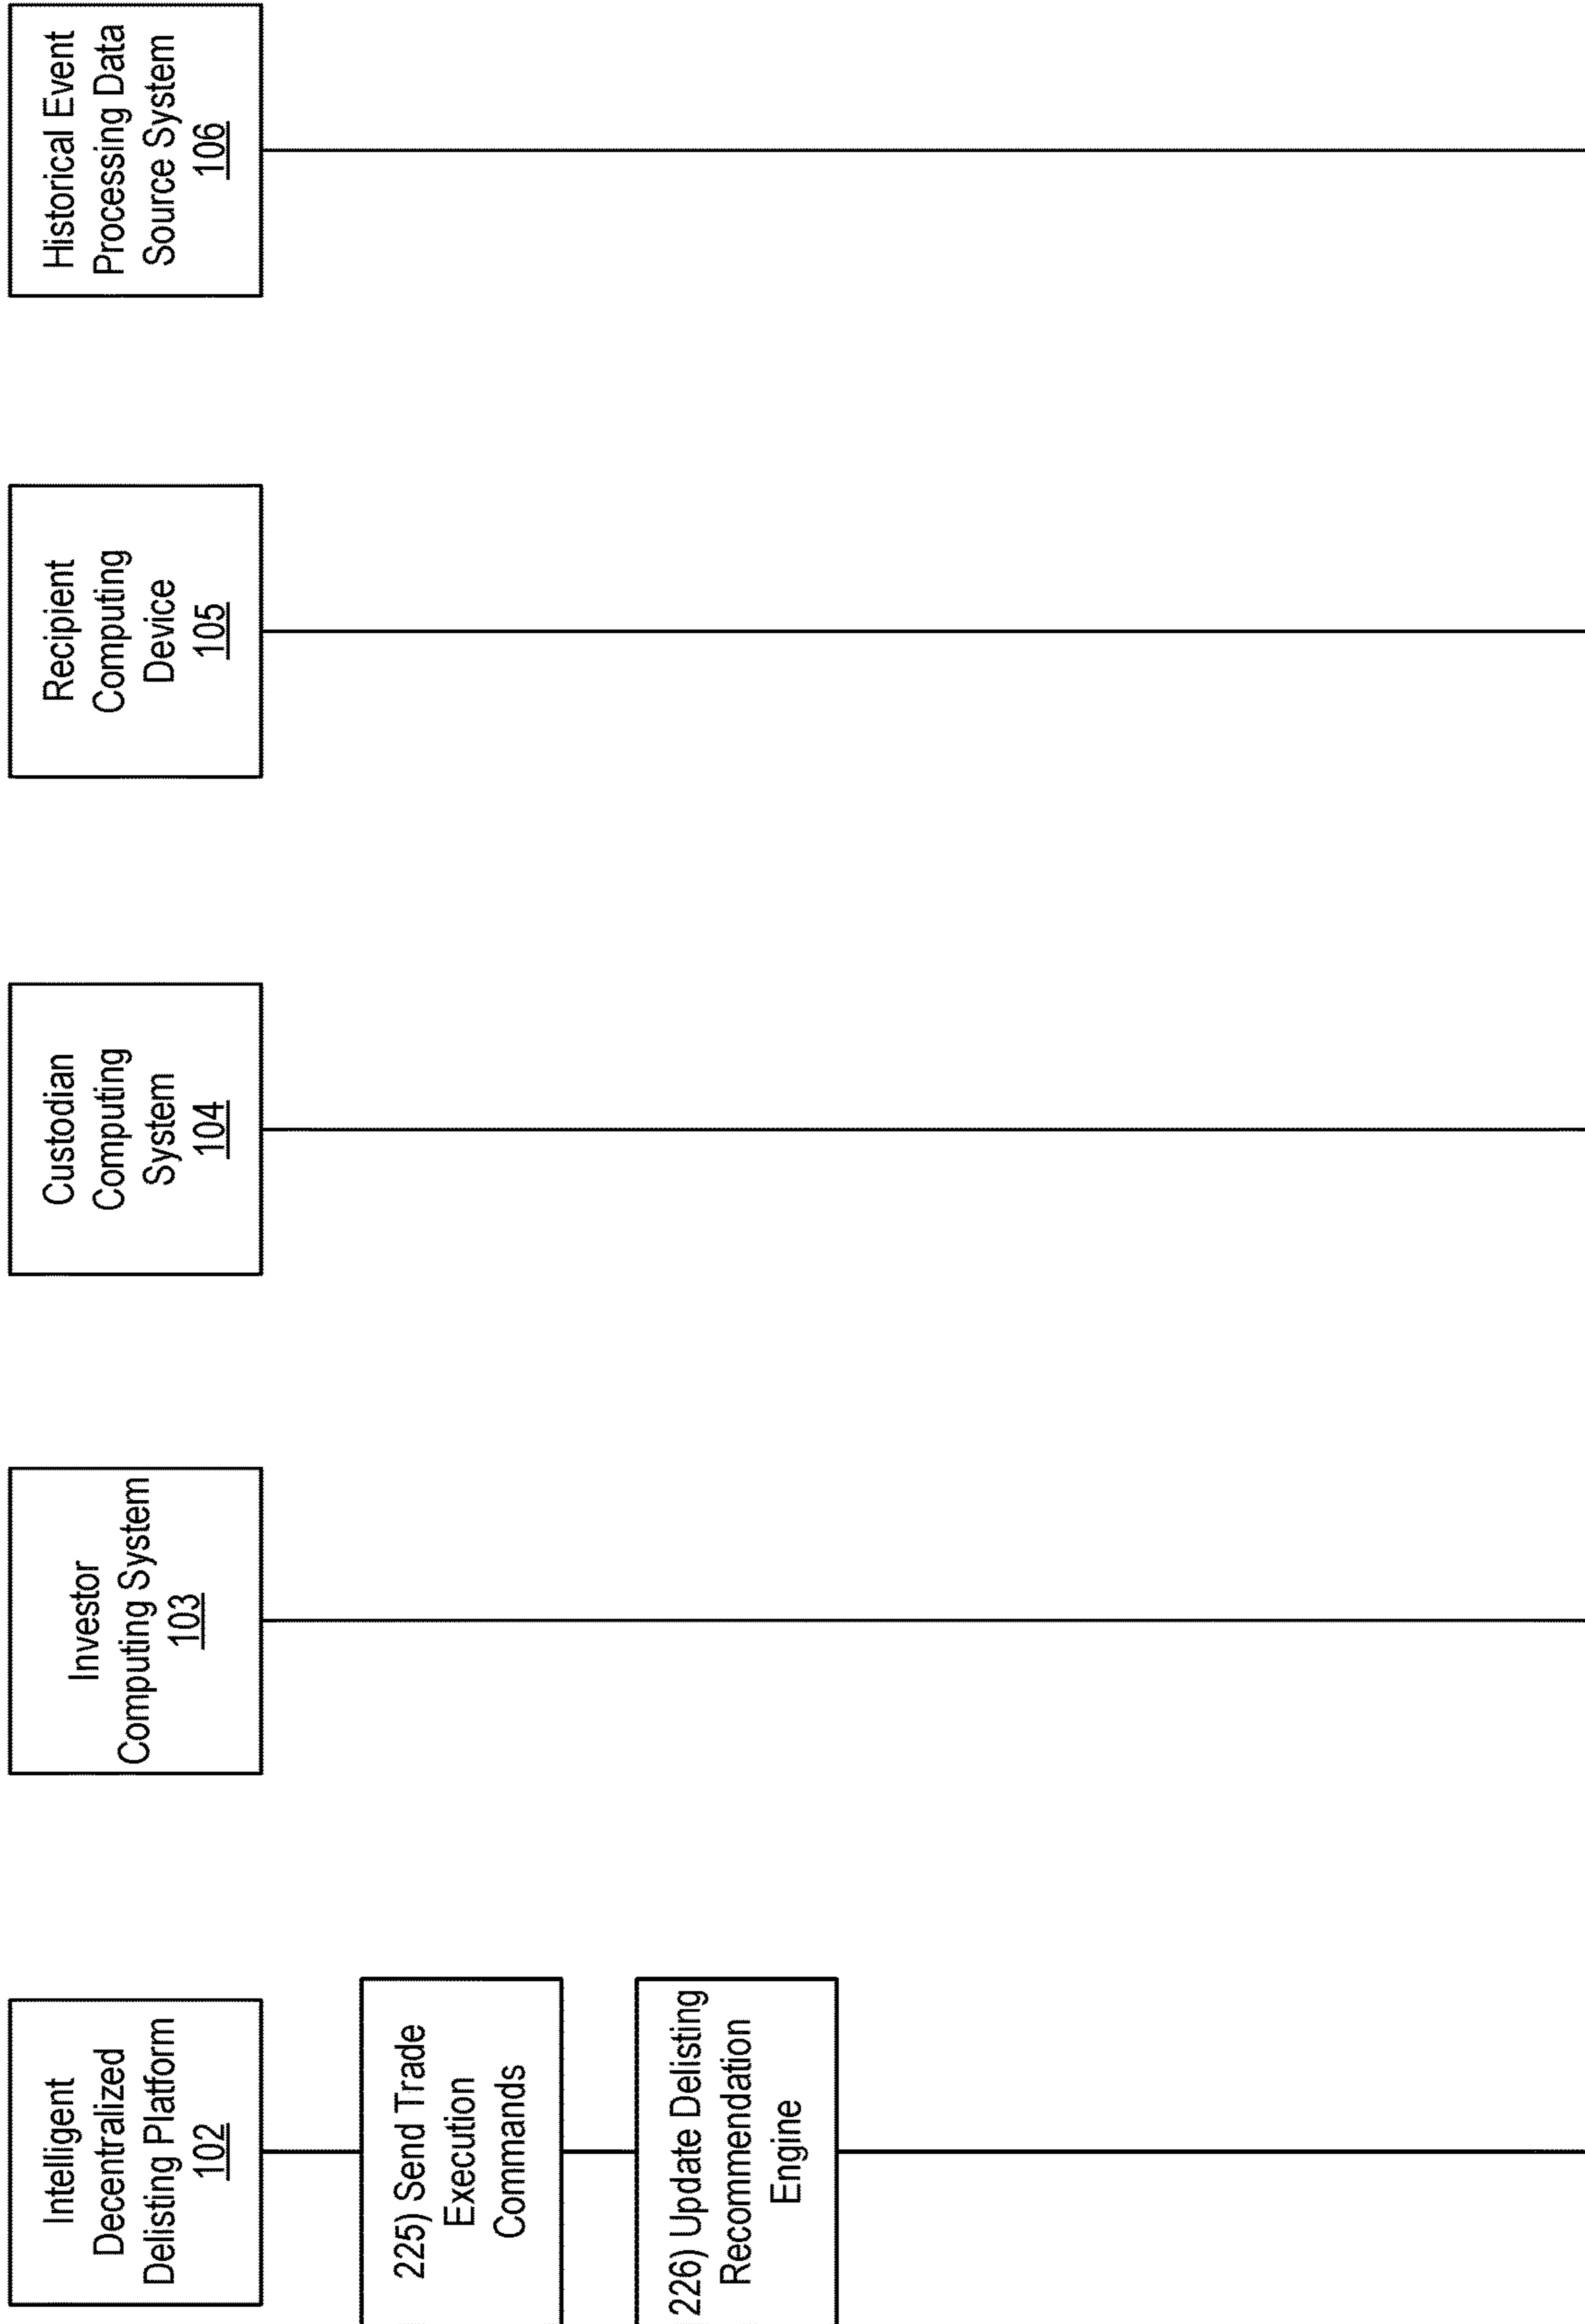 Intelligent
Decentralized
Delisting Platform
102
Investor
Computing System
103
Custodian
Computing
System
104
Recipient
Computing
Device
105
Historical Event
Processing Data
Source System
106
225) Send Trade
Execution
Commands
226) Update Delisting
Recommendation
Engine